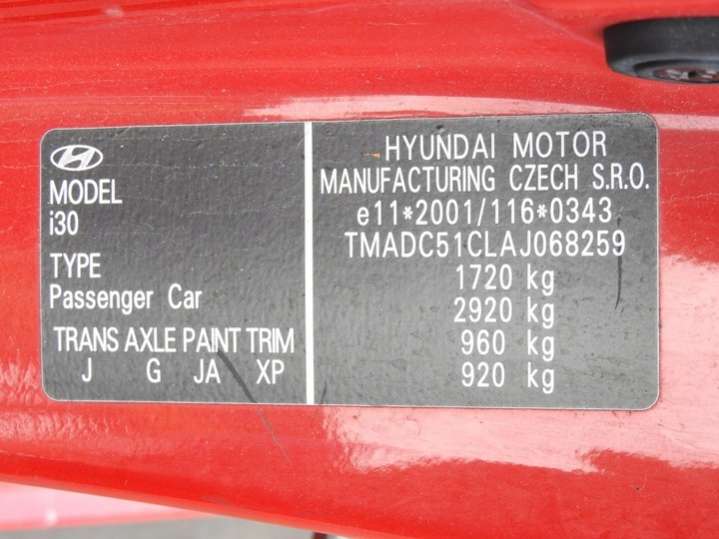 MODEL
i30
TYPE
Passenger Car
TRANS AXLE PAINT TRIM
J G JA XP
HYUNDAI MOTOR
MANUFACTURING CZECH S.R.O.
e11*2001/116*0343
TMADC51CLAJ068259
1720 kg
2920 kg
960 kg
920 kg